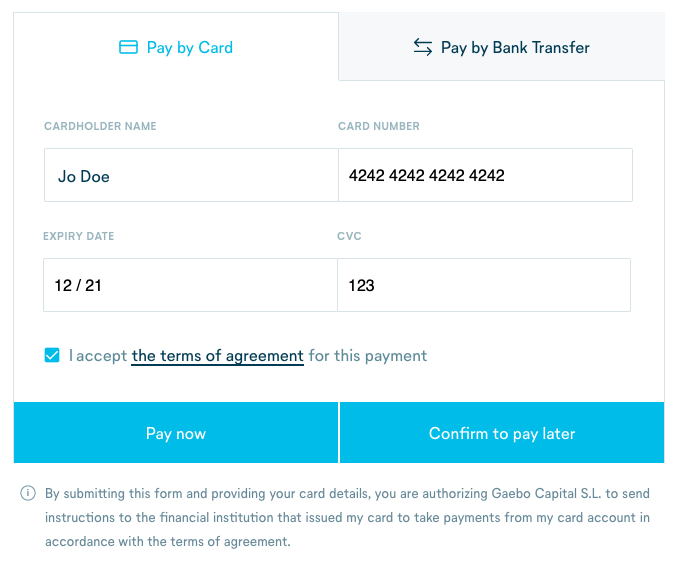 Pay by Card
Pay by Bank Transfer
CARDHOLDER NAME
CARD NUMBER
Jo Doe
4242 4242 4242 4242
EXPIRY DATE
CVC
12 / 21
123
I accept the terms of agreement for this payment
Pay now
Confirm to pay later
By submitting this form and providing your card details, you are authorizing Gaebo Capital S.L. to send
instructions to the financial institution that issued my card to take payments from my card account in
accordance with the terms of agreement.